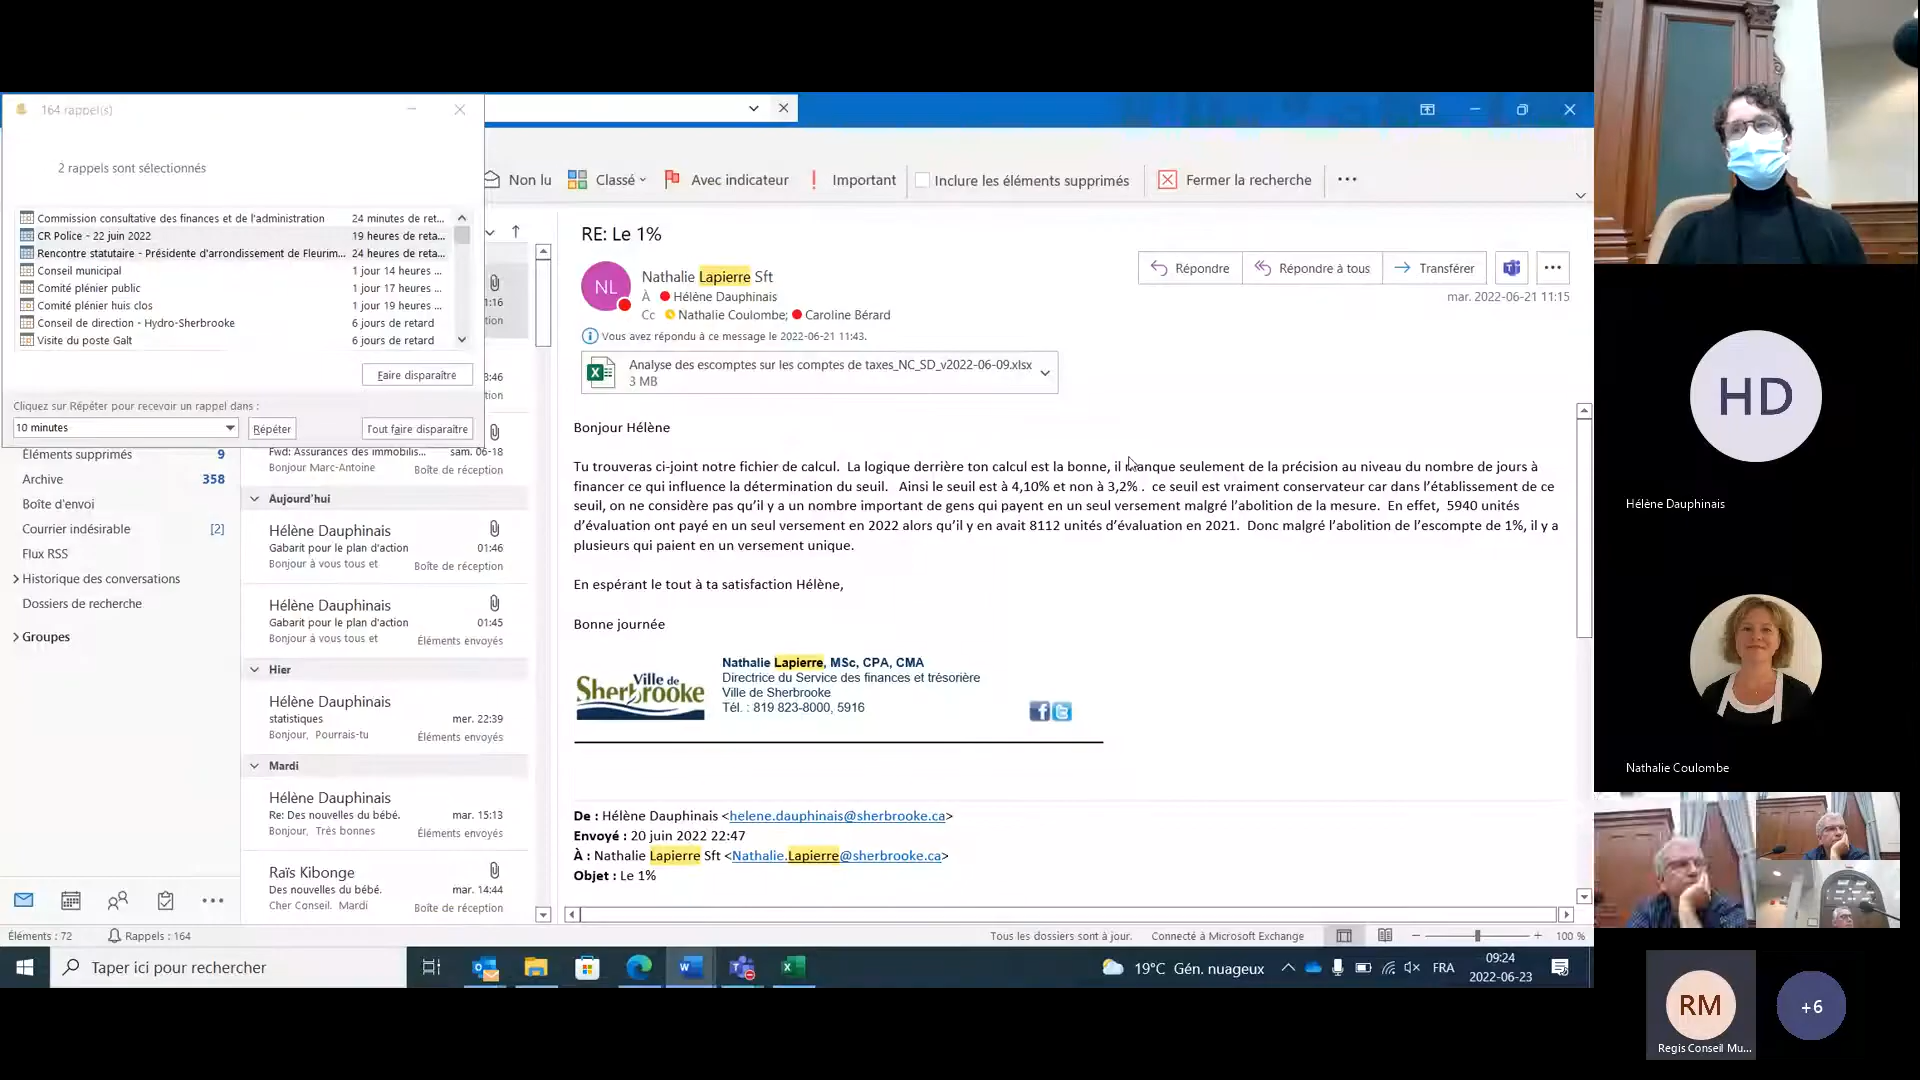 164 rappel(s)
2 rappels sont sélectionnés
Commission consultative des finances et de l'administration 24 minutes de ret...
CR Police - 22 juin 2022 19 heures de reta...
Rencontre statutaire - Présidente d'arrondissement de Fleurim... 24 heures de reta...
Conseil municipal 1 jour 14 heures ...
Comité plénier public 1 jour 17 heures ...
Comité plénier huis clos 1 jour 19 heures ...
Conseil de direction - Hydro-Sherbrooke 6 jours de retard
Visite du poste Galt 6 jours de retard
Faire disparaître
Cliquez sur Répéter pour recevoir un rappel dans :
10 minutes Répéter Tout faire disparaître
Éléments supprimés 9
Archive 358
Boîte d'envoi
Courrier indésirable [2]
Flux RSS
Historique des conversations
Dossiers de recherche
Groupes
Non lu Classé Avec indicateur Important Inclure les éléments supprimés Fermer la recherche ...
1:16
tion
3:46
tion
Fwd: Assurances des immobilis... sam. 06-18
Bonjour Marc-Antoine Boîte de réception
Aujourd'hui
Hélène Dauphinais
Gabarit pour le plan d'action 01:46
Bonjour à vous tous et Boîte de réception
Hélène Dauphinais
Gabarit pour le plan d'action 01:45
Bonjour à vous tous et Éléments envoyés
Hier
Hélène Dauphinais
statistiques mer. 22:39
Bonjour, Pourrais-tu Éléments envoyés
Mardi
Hélène Dauphinais
Re: Des nouvelles du bébé. mar. 15:13
Bonjour, Très bonnes Éléments envoyés
Raïs Kibonge
Des nouvelles du bébé. mar. 14:44
Cher Conseil. Mardi Boîte de réception
RE: Le 1%
NL
Nathalie Lapierre Sft
À Hélène Dauphinais
Cc Nathalie Coulombe; Caroline Bérard
Répondre Répondre à tous Transférer
mar. 2022-06-21 11:15
Vous avez répondu à ce message le 2022-06-21 11:43.
Analyse des escomptes sur les comptes de taxes_NC_SD_v2022-06-09.xlsx
3 MB
Bonjour Hélène
Tu trouveras ci-joint notre fichier de calcul. La logique derrière ton calcul est la bonne, il manque seulement de la précision au niveau du nombre de jours à
financer ce qui influence la détermination du seuil. Ainsi le seuil est à 4,10% et non à 3,2% . ce seuil est vraiment conservateur car dans l'établissement de ce
seuil, on ne considère pas qu'il y a un nombre important de gens qui payent en un seul versement malgré l'abolition de la mesure. En effet, 5940 unités
d'évaluation ont payé en un seul versement en 2022 alors qu'il y en avait 8112 unités d'évaluation en 2021. Donc malgré l'abolition de l'escompte de 1%, il y a
plusieurs qui paient en un versement unique.
En espérant le tout à ta satisfaction Hélène,
Bonne journée
Ville de
Sherbrooke
Nathalie Lapierre, MSc, CPA, CMA
Directrice du Service des finances et trésorière
Ville de Sherbrooke
Tél. : 819 823-8000, 5916
De : Hélène Dauphinais <helene.dauphinais@sherbrooke.ca>
Envoyé : 20 juin 2022 22:47
À : Nathalie Lapierre Sft <Nathalie.Lapierre@sherbrooke.ca>
Objet : Le 1%
Éléments : 72 Rappels : 164 Tous les dossiers sont à jour. Connecté à Microsoft Exchange 100 %
Taper ici pour rechercher 19°C Gén. nuageux FRA 09:24
2022-06-23
HD
Hélène Dauphinais
Nathalie Coulombe
RM
Regis Conseil Mu...
+6